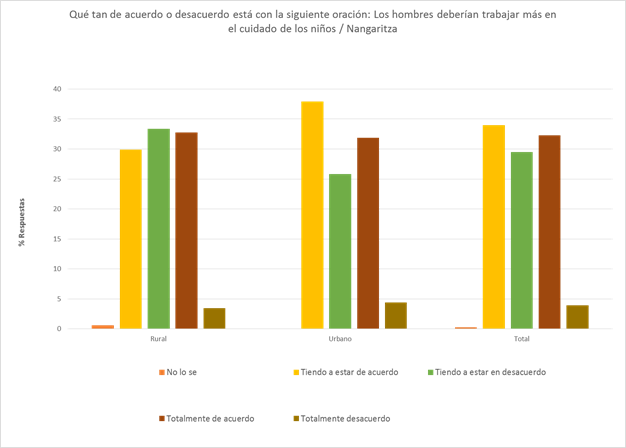 Qué tan de acuerdo o desacuerdo está con la siguiente oración: Los hombres deberían trabajar más en
el cuidado de los niños / Nangaritza
40
35
30
25
20
15
10
5
0
% Respuestas
Rural Urbano Total
No lo se Tiendo a estar de acuerdo Tiendo a estar en desacuerdo
Totalmente de acuerdo Totalmente desacuerdo